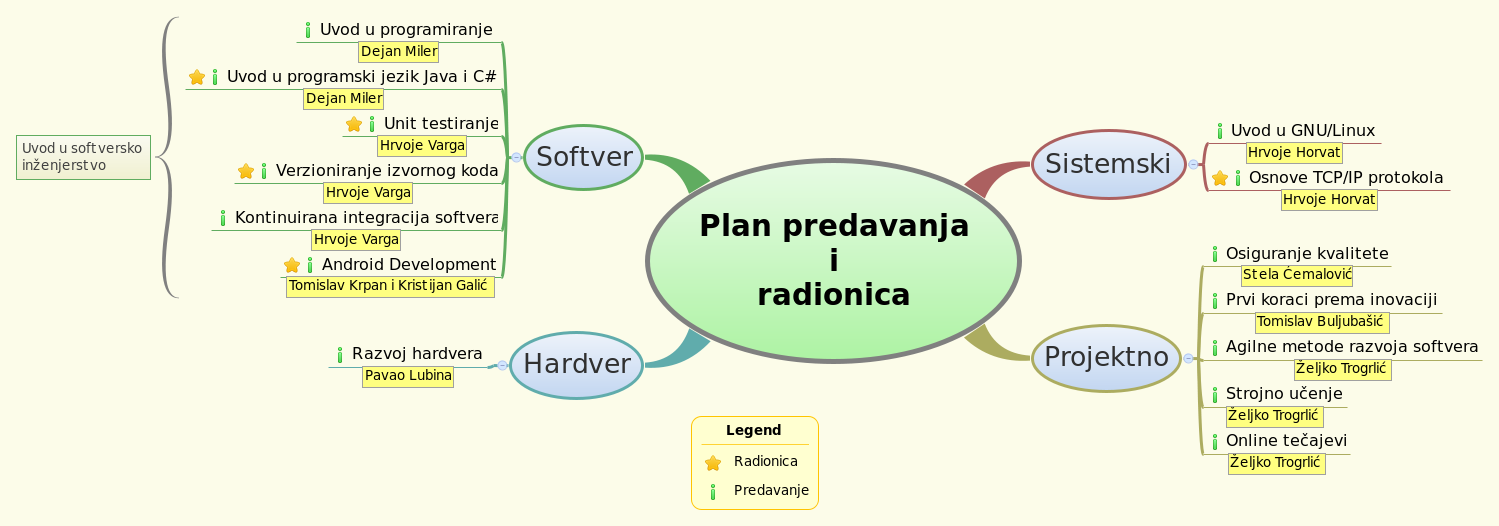 Plan predavanja
i
radionica
Softver
Uvod u programiranje
Dejan Miler
Uvod u programski jezik Java i C#
Dejan Miler
Unit testiranje
Hrvoje Varga
Verzioniranje izvornog koda
Hrvoje Varga
Kontinuirana integracija softvera
Hrvoje Varga
Android Development
Tomislav Krpan i Kristijan Galić
Uvod u softversko
inženjerstvo
Hardver
Razvoj hardvera
Pavao Lubina
Sistemski
Uvod u GNU/Linux
Hrvoje Horvat
Osnove TCP/IP protokola
Hrvoje Horvat
Projektno
Osiguranje kvalitete
Stela Ćemalović
Prvi koraci prema inovaciji
Tomislav Buljubašić
Agilne metode razvoja softvera
Željko Trogrlić
Strojno učenje
Željko Trogrlić
Online tečajevi
Željko Trogrlić
Legend
Radionica
Predavanje